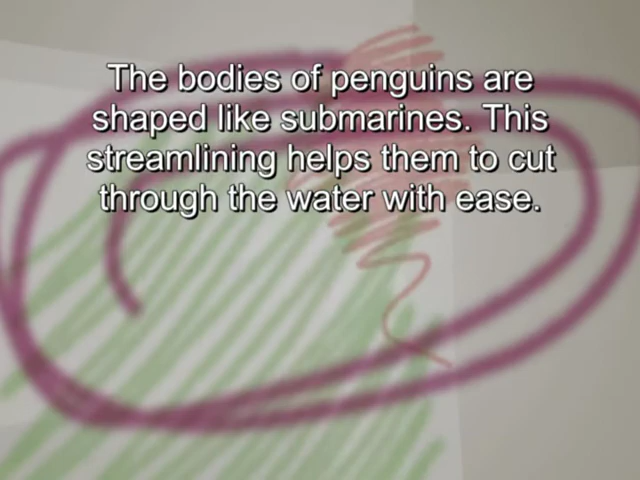 The bodies of penguins are
shaped like submarines. This
streamlining helps them to cut
through the water with ease.